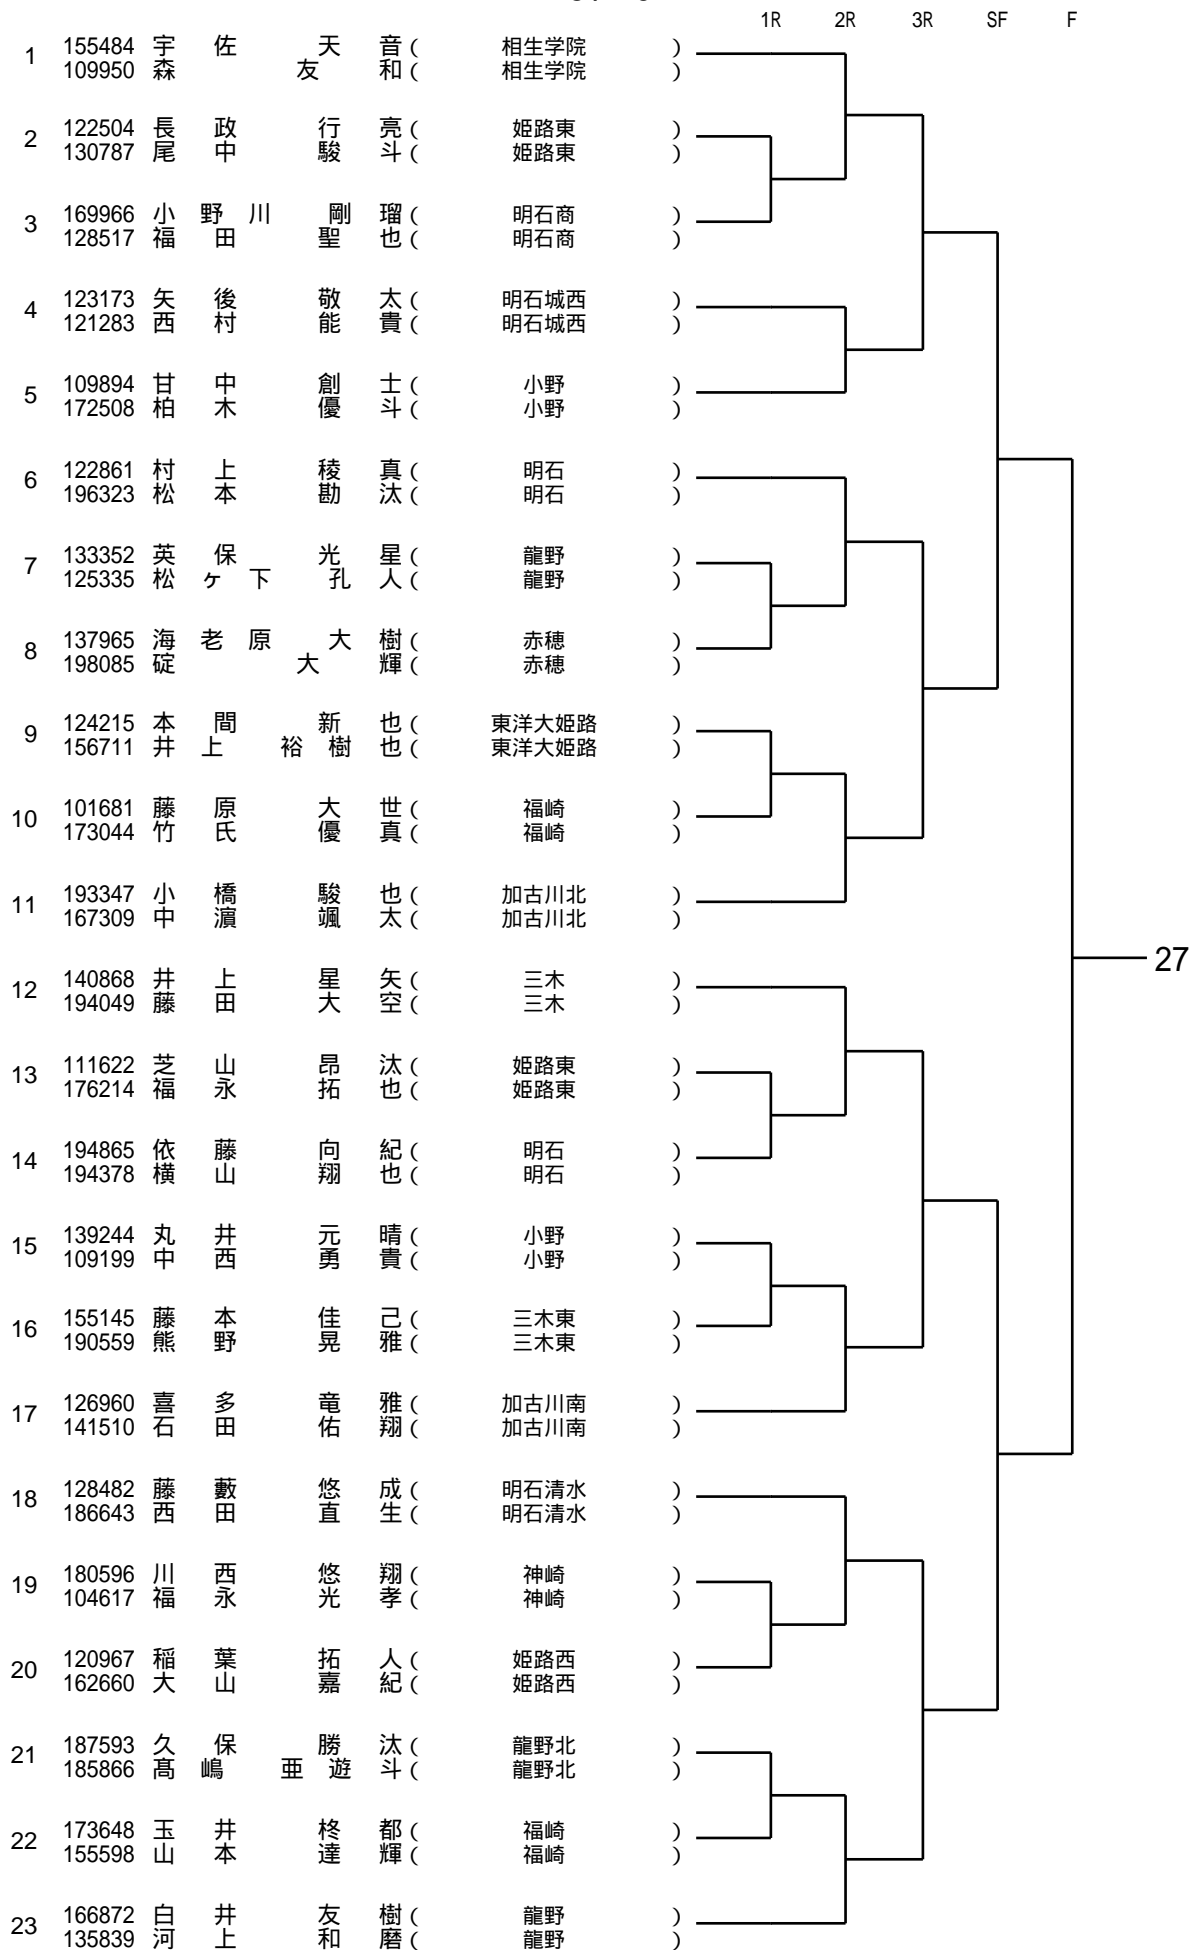 1R 2R 3R SF F
1 155484 宇佐 天音 ( 相生学院 )
109950 森 友和 ( 相生学院 )
2 122504 長政 行亮 ( 姫路東 )
130787 尾中 駿斗 ( 姫路東 )
3 169966 小野川 剛瑠 ( 明石商 )
128517 福田 聖也 ( 明石商 )
4 123173 矢後 敬太 ( 明石城西 )
121283 西村 能貴 ( 明石城西 )
5 109894 甘中 創士 ( 小野 )
172508 柏木 優斗 ( 小野 )
6 122861 村上 稜真 ( 明石 )
196323 松本 勘汰 ( 明石 )
7 133352 英保 光星 ( 龍野 )
125335 松ヶ下 孔人 ( 龍野 )
8 137965 海老原 大樹 ( 赤穂 )
198085 碇 大輝 ( 赤穂 )
9 124215 本間 新也 ( 東洋大姫路 )
156711 井上 裕樹也 ( 東洋大姫路 )
10 101681 藤原 大世 ( 福崎 )
173044 竹氏 優真 ( 福崎 )
11 193347 小橋 駿也 ( 加古川北 )
167309 中濵 颯太 ( 加古川北 )
27
12 140868 井上 星矢 ( 三木 )
194049 藤田 大空 ( 三木 )
13 111622 芝山 昂汰 ( 姫路東 )
176214 福永 拓也 ( 姫路東 )
14 194865 依藤 向紀 ( 明石 )
194378 横山 翔也 ( 明石 )
15 139244 丸井 元晴 ( 小野 )
109199 中西 勇貴 ( 小野 )
16 155145 藤本 佳己 ( 三木東 )
190559 熊野 晃雅 ( 三木東 )
17 126960 喜多 竜雅 ( 加古川南 )
141510 石田 佑翔 ( 加古川南 )
18 128482 藤藪 悠成 ( 明石清水 )
186643 西田 直生 ( 明石清水 )
19 180596 川西 悠翔 ( 神崎 )
104617 福永 光孝 ( 神崎 )
20 120967 稲葉 拓人 ( 姫路西 )
162660 大山 嘉紀 ( 姫路西 )
21 187593 久保 勝汰 ( 龍野北 )
185866 髙嶋 亜遊斗 ( 龍野北 )
22 173648 玉井 柊都 ( 福崎 )
155598 山本 達輝 ( 福崎 )
23 166872 白井 友樹 ( 龍野 )
135839 河上 和磨 ( 龍野 )